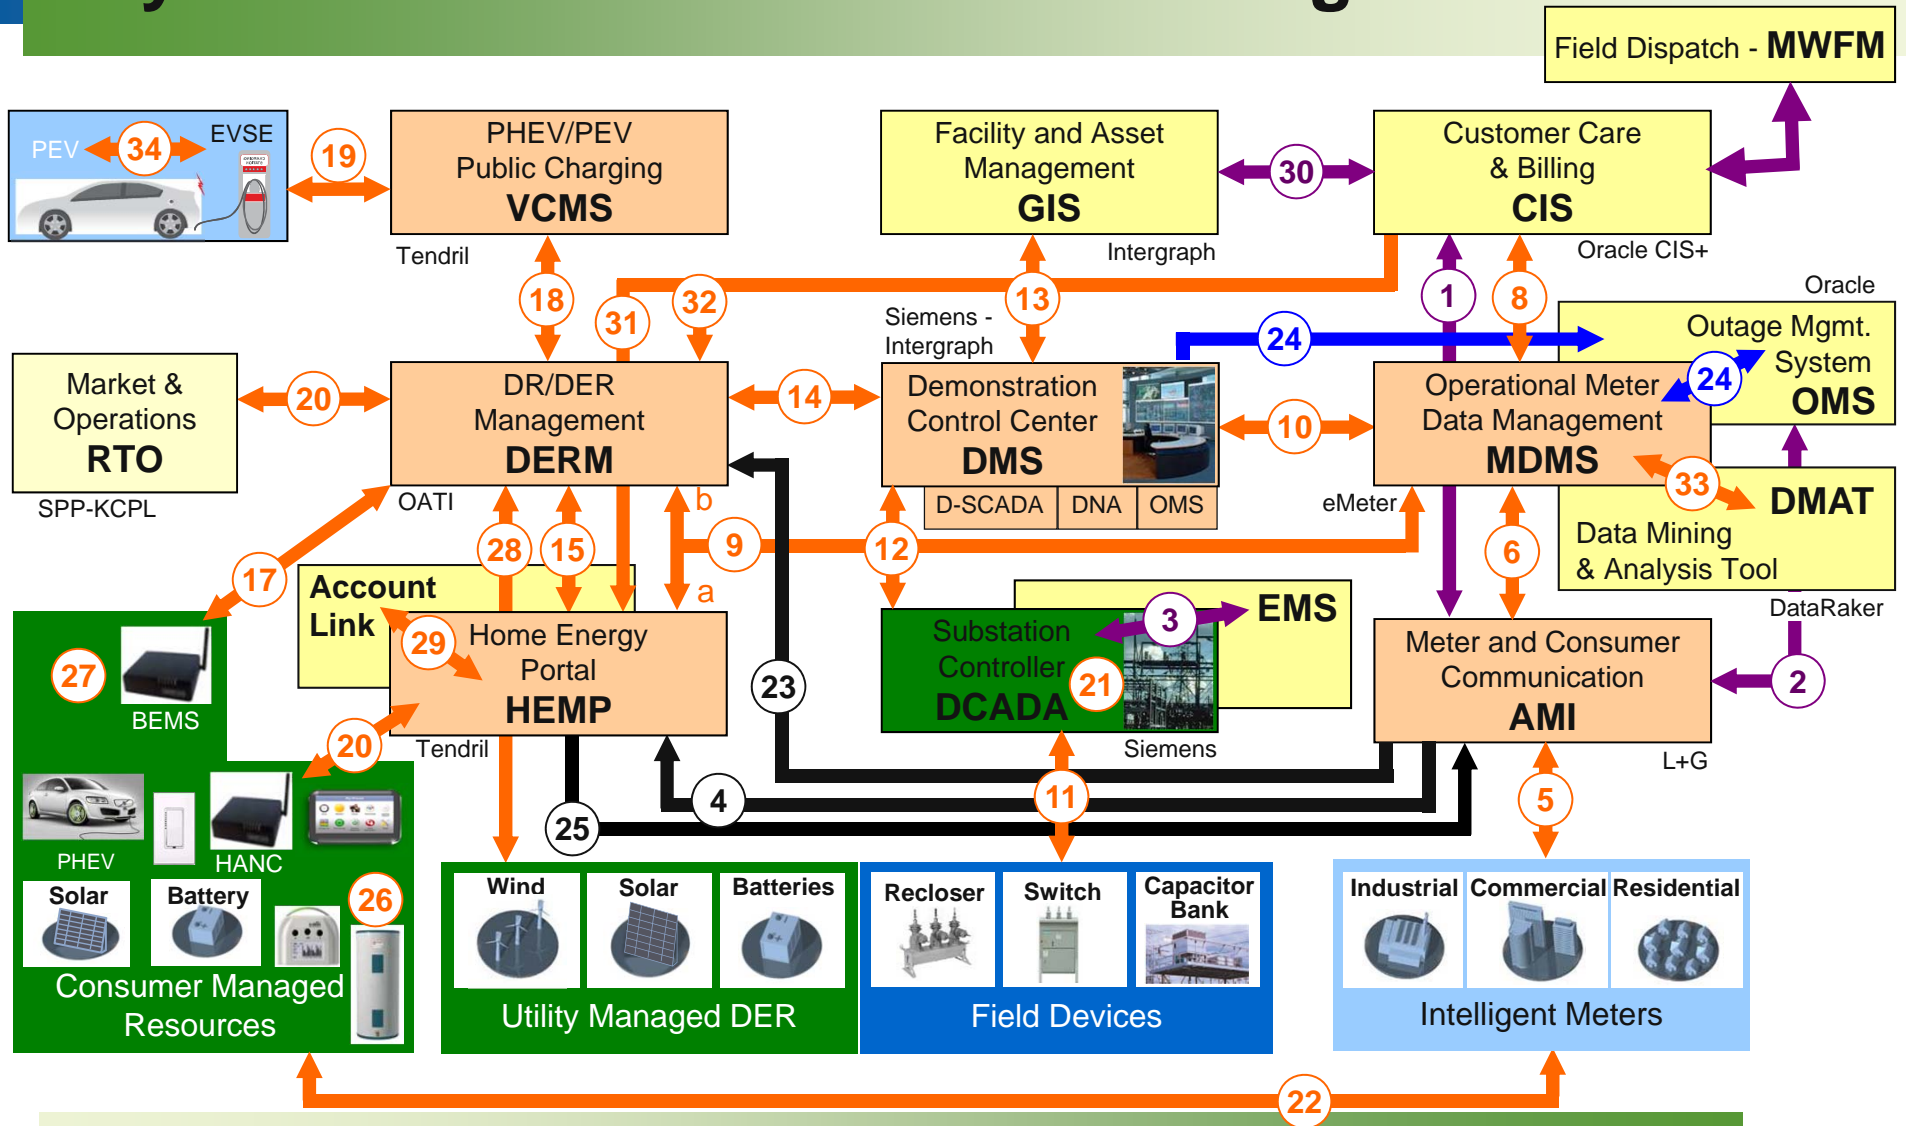 Field Dispatch - MWFM
PEV
34
EVSE
19
PHEV/PEV
Public Charging
VCMS
Tendril
Facility and Asset
Management
GIS
Intergraph
30
Customer Care
& Billing
CIS
Oracle CIS+
18
31
32
13
1
8
Siemens -
Intergraph
24
Oracle
Outage Mgmt.
System
OMS
24
Market &
Operations
RTO
SPP-KCPL
20
DR/DER
Management
DERM
OATI
14
Demonstration
Control Center
DMS
D-SCADA
DNA
OMS
10
Operational Meter
Data Management
MDMS
eMeter
33
DMAT
Data Mining
& Analysis Tool
DataRaker
17
28
15
b
9
a
12
6
Account
Link
29
Home Energy
Portal
HEMP
Tendril
23
Substation
Controller
DCADA
21
Siemens
3
EMS
Meter and Consumer
Communication
AMI
L+G
2
27
BEMS
20
4
25
11
5
PHEV
HANC
Solar
Battery
26
Consumer Managed
Resources
Wind
Solar
Batteries
Utility Managed DER
Recloser
Switch
Capacitor
Bank
Field Devices
Industrial
Commercial
Residential
Intelligent Meters
22